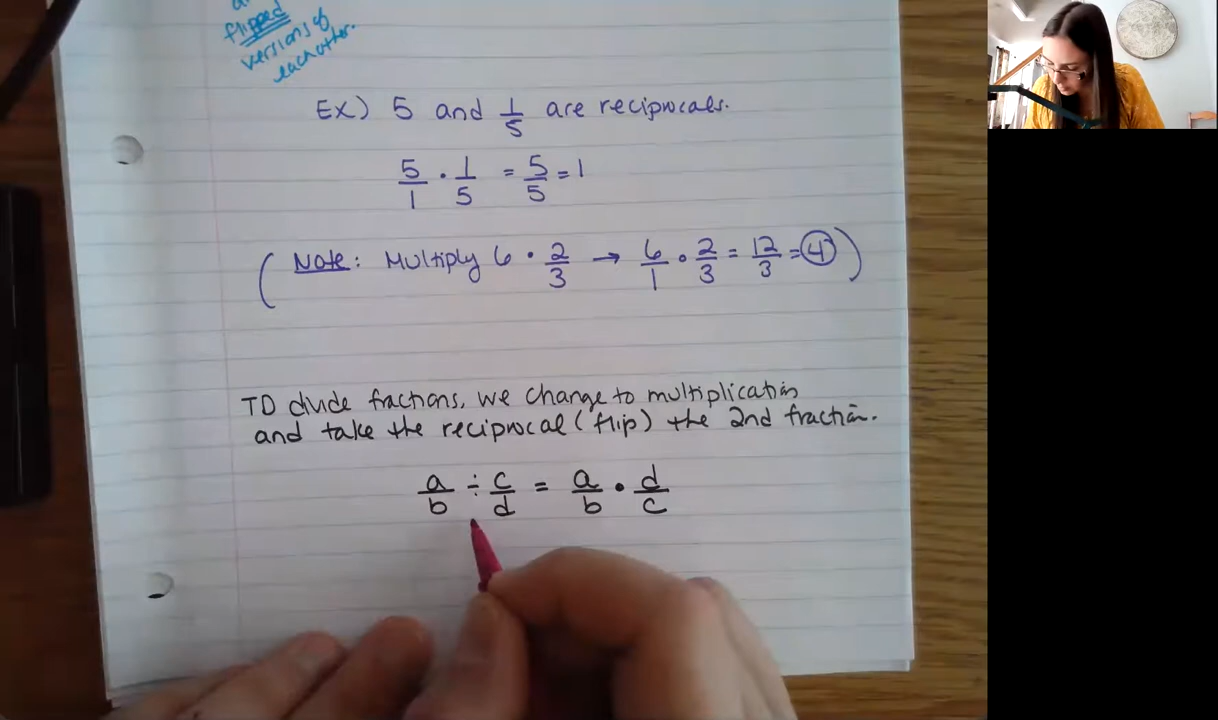 flipped
versions of
each other.
Ex) 5 and 1/5 are reciprocals.
5/1 · 1/5 = 5/5 = 1
( Note: Multiply 6 · 2/3 → 6/1 · 2/3 = 12/3 = 4 )
To divide fractions, we change to multiplication
and take the reciprocal (flip) the 2nd fraction.
a/b ÷ c/d = a/b · d/c